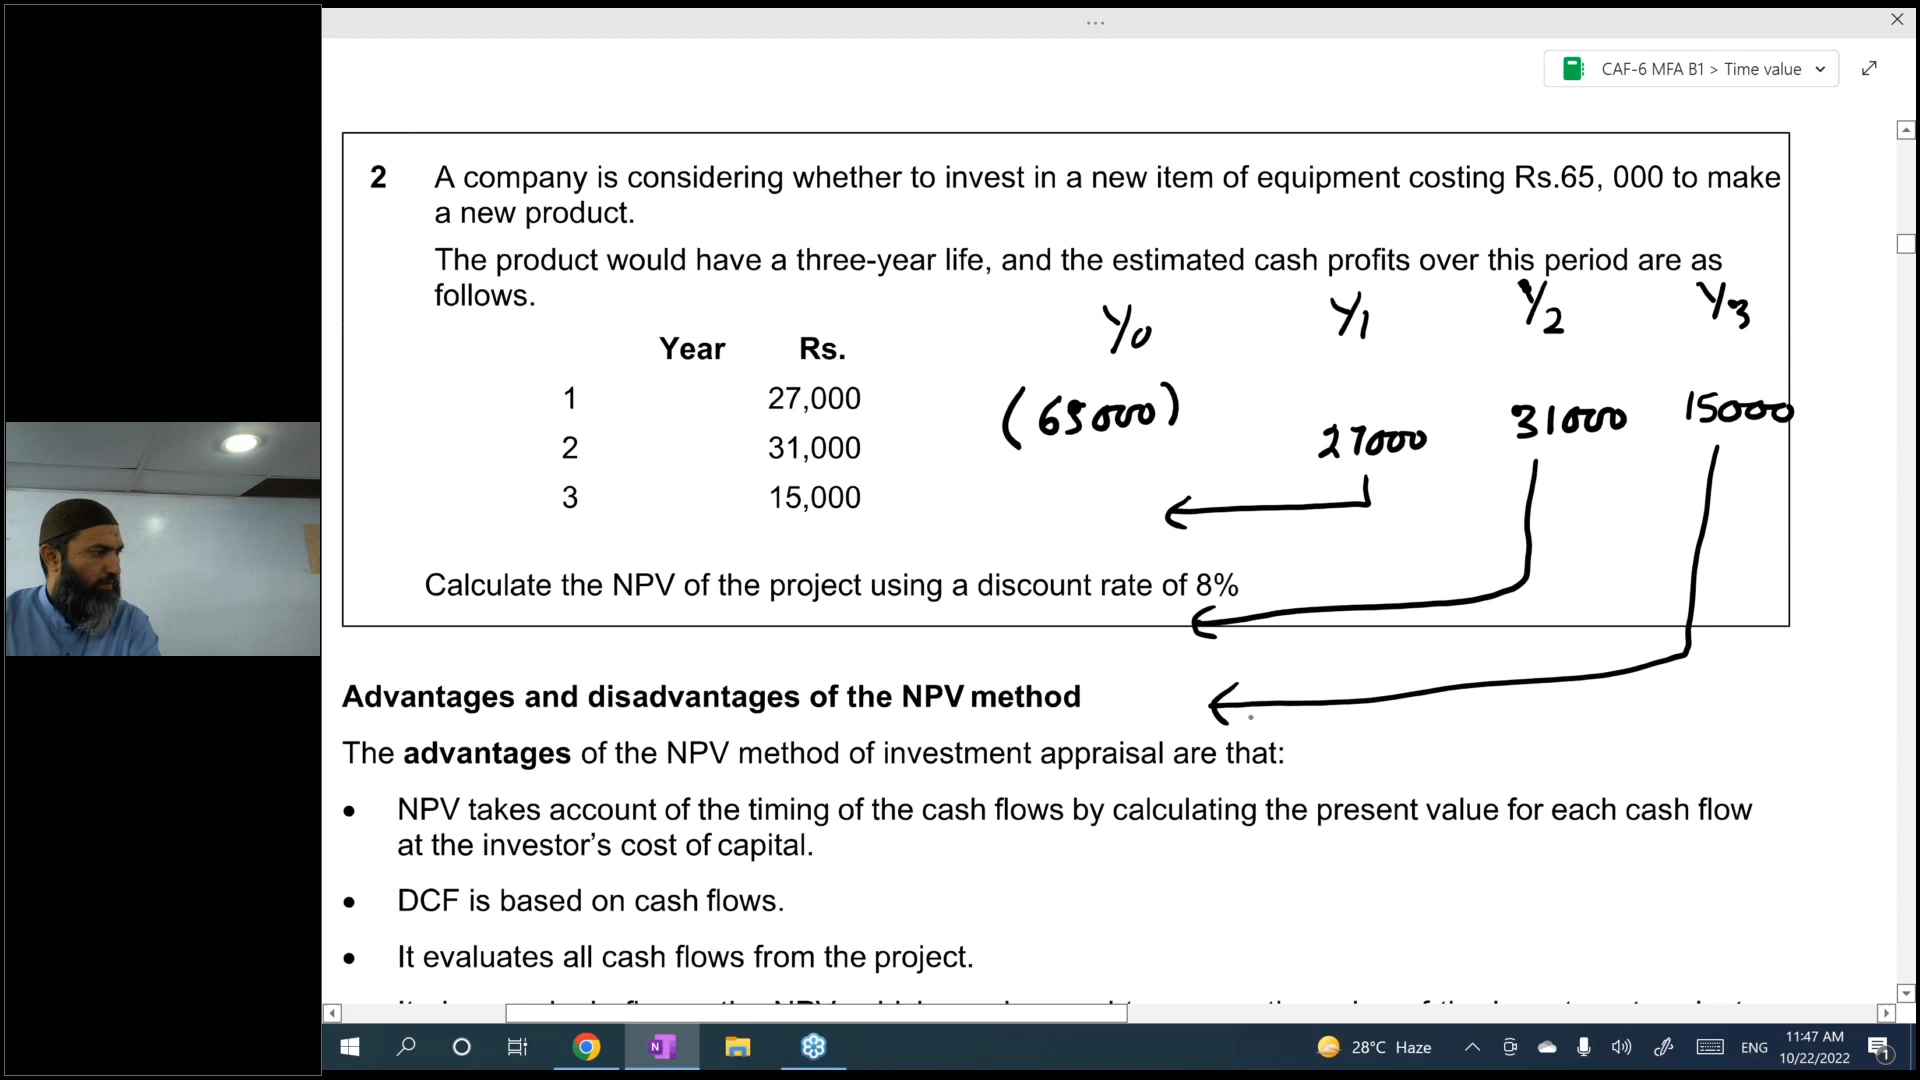 CAF-6 MFA B1 > Time value
2 A company is considering whether to invest in a new item of equipment costing Rs.65, 000 to make
a new product.
The product would have a three-year life, and the estimated cash profits over this period are as
follows.
Y0 Y1 Y2 Y3
Year Rs.
1 27,000
2 31,000
3 15,000
(65000) 27000 31000 15000
Calculate the NPV of the project using a discount rate of 8%
Advantages and disadvantages of the NPV method
The advantages of the NPV method of investment appraisal are that:
• NPV takes account of the timing of the cash flows by calculating the present value for each cash flow
at the investor’s cost of capital.
• DCF is based on cash flows.
• It evaluates all cash flows from the project.
28°C Haze
ENG
11:47 AM
10/22/2022
1